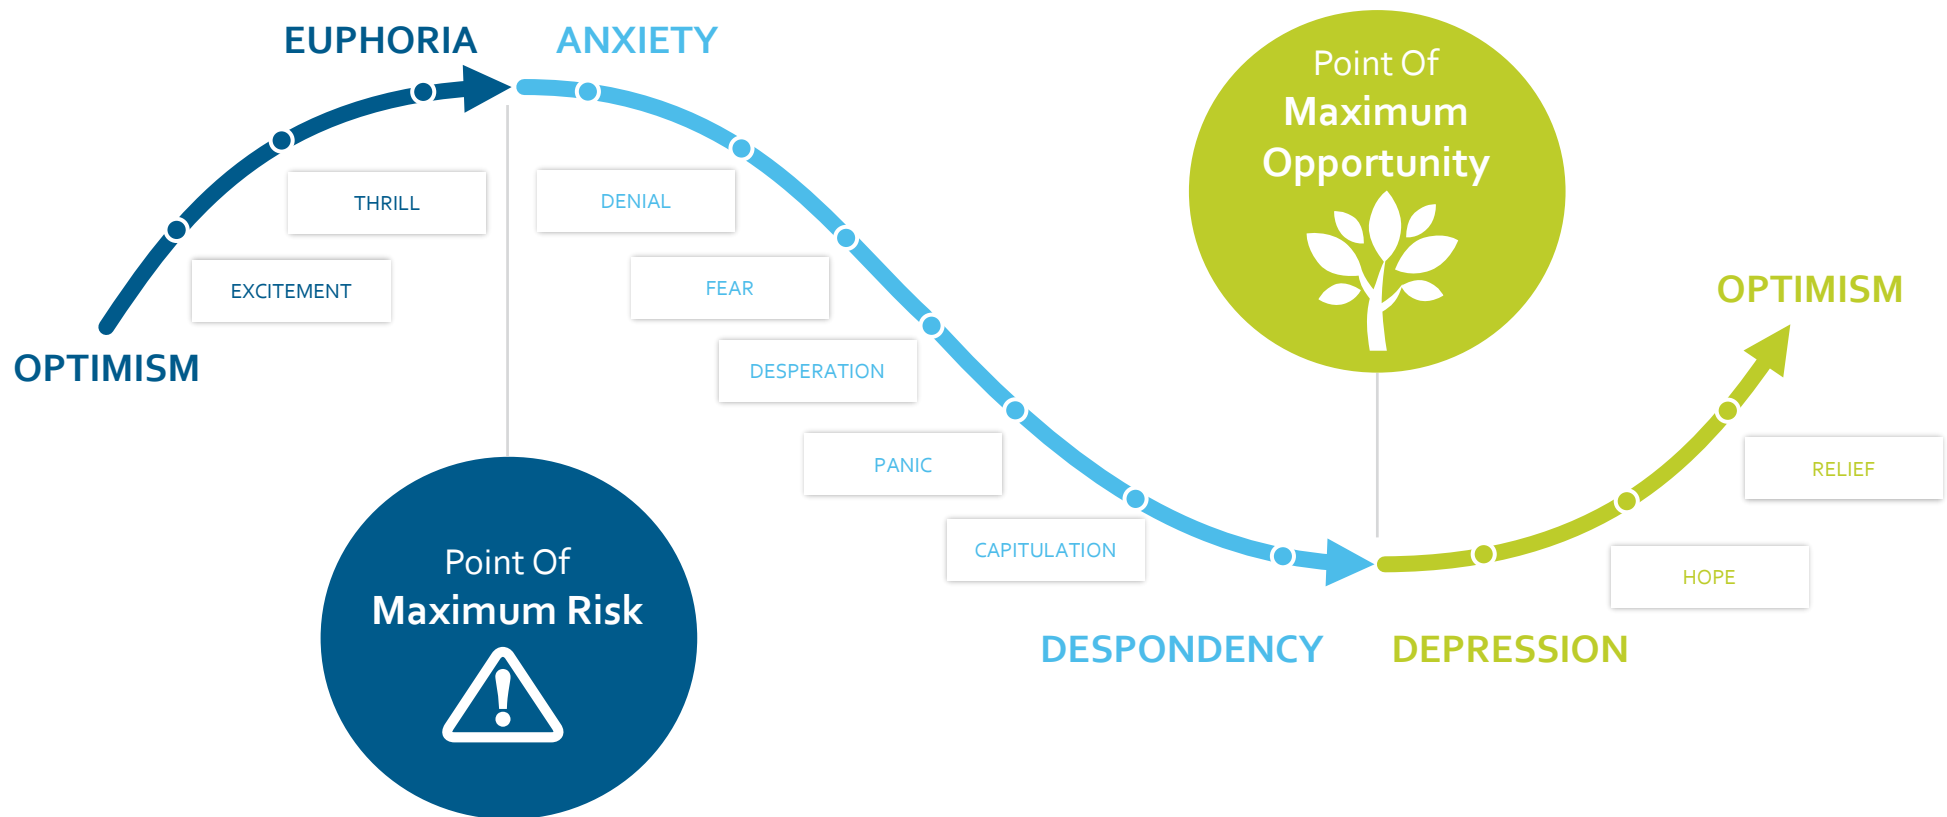 OPTIMISM
EXCITEMENT
THRILL
EUPHORIA
Point Of
Maximum Risk
ANXIETY
DENIAL
FEAR
DESPERATION
PANIC
CAPITULATION
DESPONDENCY
Point Of
Maximum
Opportunity
DEPRESSION
HOPE
RELIEF
OPTIMISM